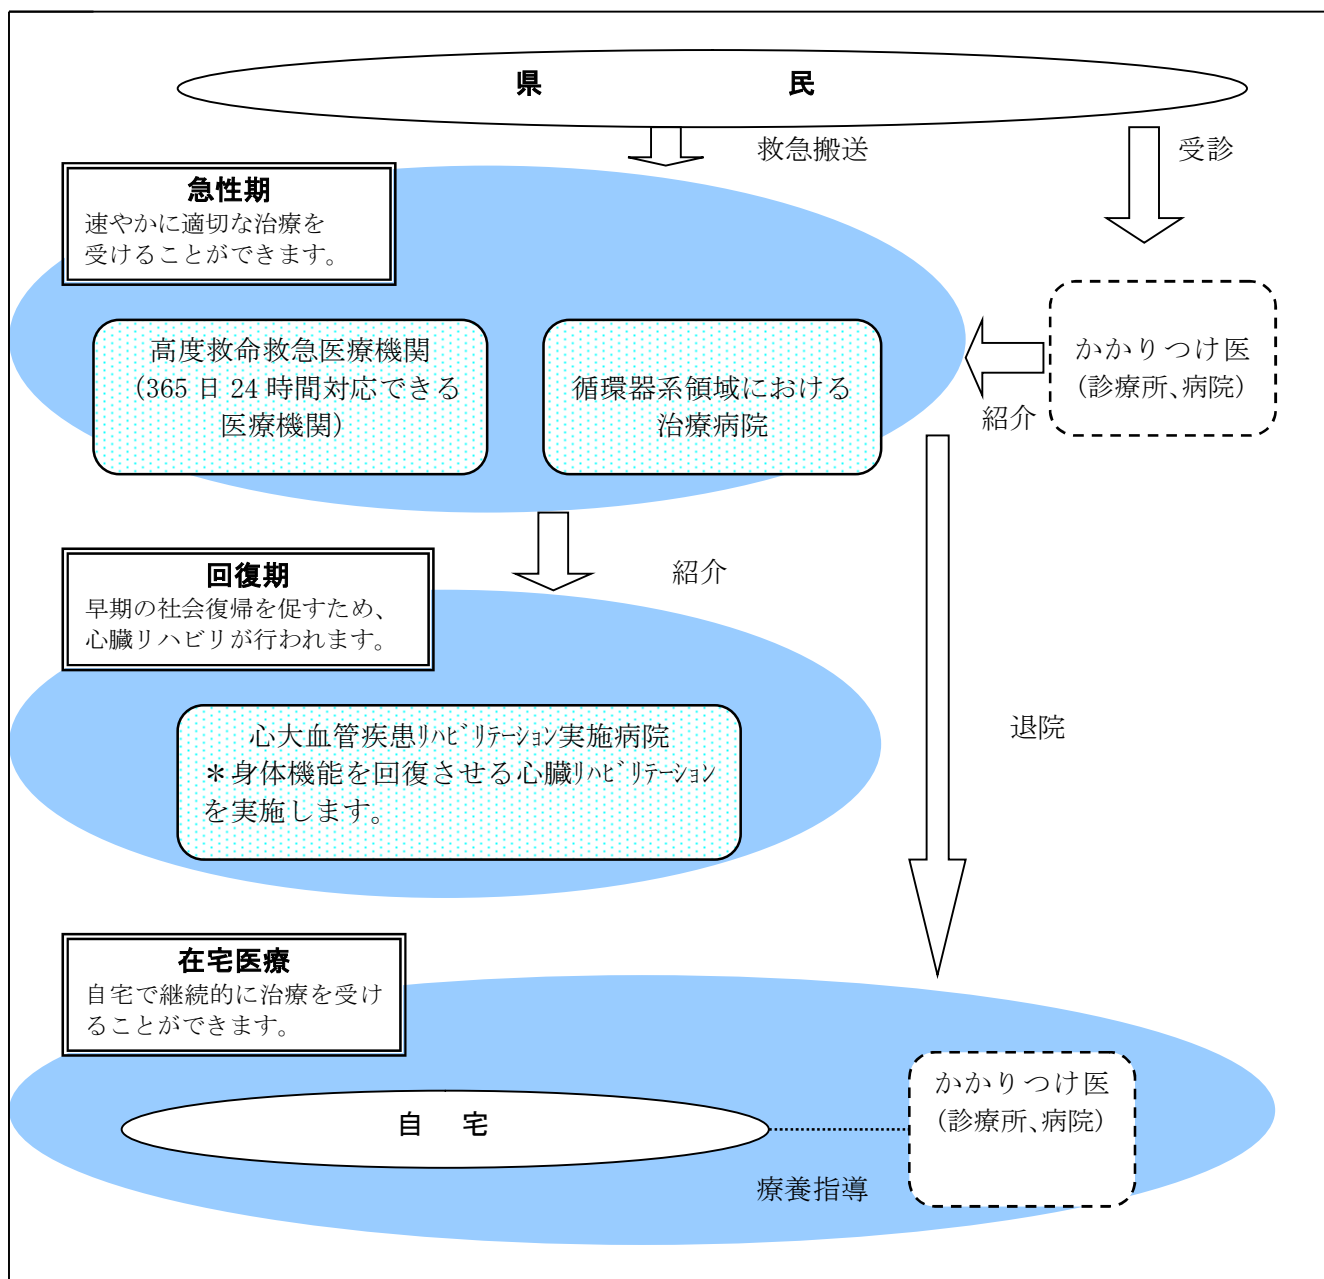 県 民
救急搬送
受診
急性期
速やかに適切な治療を
受けることができます。
高度救命救急医療機関
(365 日 24 時間対応できる
医療機関)
循環器系領域における
治療病院
かかりつけ医
(診療所、病院)
紹介
紹介
回復期
早期の社会復帰を促すため、
心臓リハビリが行われます。
心大血管疾患ﾘﾊﾋﾞﾘﾃｰｼｮﾝ実施病院
＊身体機能を回復させる心臓ﾘﾊﾋﾞﾘﾃｰｼｮﾝ
を実施します。
退院
在宅医療
自宅で継続的に治療を受け
ることができます。
自 宅
かかりつけ医
(診療所、病院)
療養指導